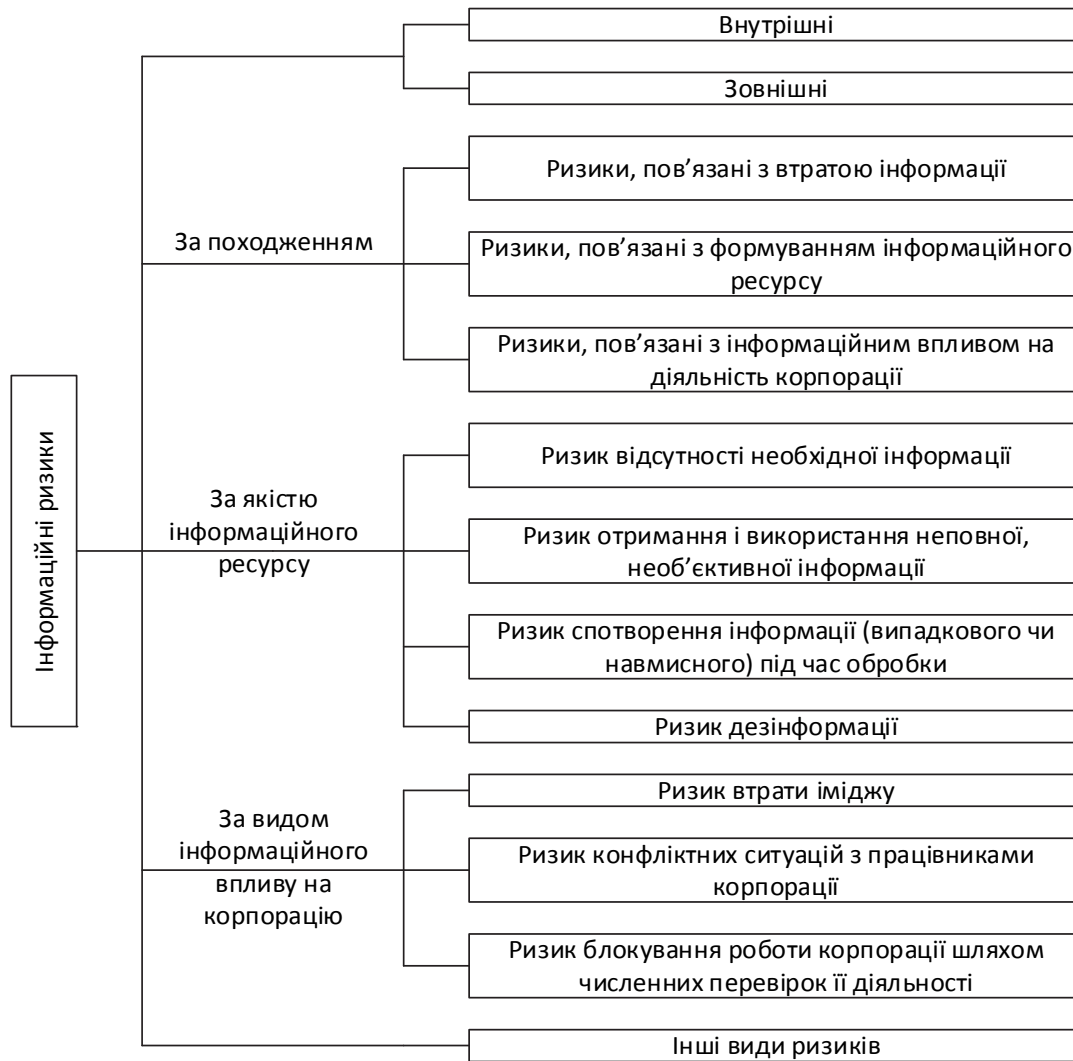 Внутрішні
Зовнішні
Ризики, пов’язані з втратою інформації
За походженням
Ризики, пов’язані з формуванням інформаційного
ресурсу
Ризики, пов’язані з інформаційним впливом на
діяльність корпорації
Інформаційні ризики
Ризик відсутності необхідної інформації
За якістю
інформаційного
ресурсу
Ризик отримання і використання неповної,
необ’єктивної інформації
Ризик спотворення інформації (випадкового чи
навмисного) під час обробки
Ризик дезінформації
Ризик втрати іміджу
За видом
інформаційного
впливу на
корпорацію
Ризик конфліктних ситуацій з працівниками
корпорації
Ризик блокування роботи корпорації шляхом
численних перевірок її діяльності
Інші види ризиків